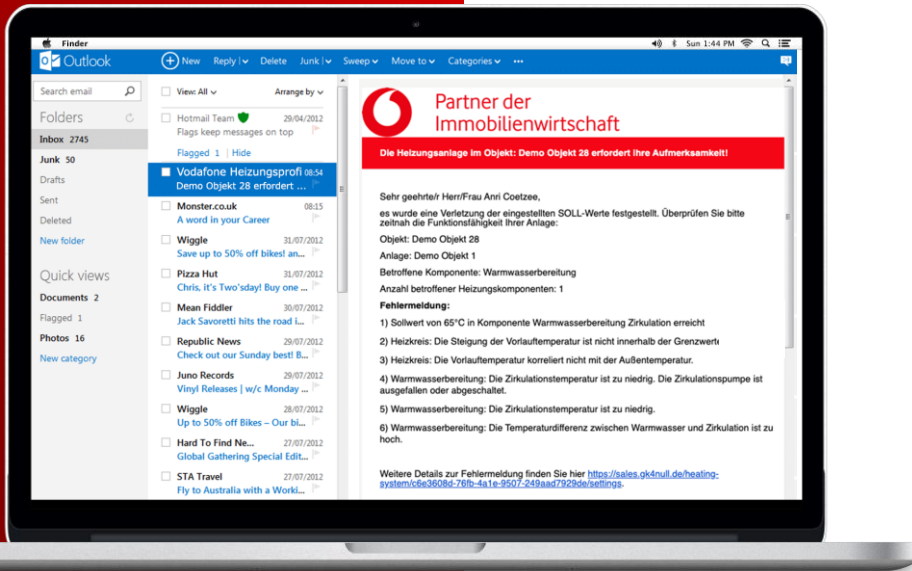 Finder
Sun 1:44 PM
Outlook
New Reply Delete Junk Sweep Move to Categories
Search email
Folders
Inbox 2745
Junk 50
Drafts
Sent
Deleted
New folder
Quick views
Documents 2
Flagged 1
Photos 16
New category
View: All Arrange by
Hotmail Team 29/04/2012
Flags keep messages on top
Flagged 1 | Hide
Vodafone Heizungsprofi 08:54
Demo Objekt 28 erfordert ...
Monster.co.uk 08:15
A word in your Career
Wiggle 31/07/2012
Save up to 50% off bikes! an...
Pizza Hut 31/07/2012
Chris, it's Two'sday! Buy one ...
Mean Fiddler 30/07/2012
Jack Savoretti hits the road i...
Republic News 29/07/2012
Check out our Sunday best! B...
Juno Records 29/07/2012
Vinyl Releases | w/c Monday ...
Wiggle 28/07/2012
Up to 50% off Bikes – Our bi...
Hard To Find Ne... 27/07/2012
Global Gathering Special Edit...
STA Travel 27/07/2012
Fly to Australia with a Worki...
Partner der
Immobilienwirtschaft
Die Heizungsanlage im Objekt: Demo Objekt 28 erfordert ihre Aufmerksamkeit!
Sehr geehrte/r Herr/Frau Anri Coetzee,
es wurde eine Verletzung der eingestellten SOLL-Werte festgestellt. Überprüfen Sie bitte
zeitnah die Funktionsfähigkeit Ihrer Anlage:
Objekt: Demo Objekt 28
Anlage: Demo Objekt 1
Betroffene Komponente: Warmwasserbereitung
Anzahl betroffener Heizungskomponenten: 1
Fehlermeldung:
1) Sollwert von 65°C in Komponente Warmwasserbereitung Zirkulation erreicht
2) Heizkreis: Die Steigung der Vorlauftemperatur ist nicht innerhalb der Grenzwerte
3) Heizkreis: Die Vorlauftemperatur korreliert nicht mit der Außentemperatur.
4) Warmwasserbereitung: Die Zirkulationstemperatur ist zu niedrig. Die Zirkulationspumpe ist
ausgefallen oder abgeschaltet.
5) Warmwasserbereitung: Die Zirkulationstemperatur ist zu niedrig.
6) Warmwasserbereitung: Die Temperaturdifferenz zwischen Warmwasser und Zirkulation ist zu
hoch.
Weitere Details zur Fehlermeldung finden Sie hier https://sales.gk4null.de/heating-
system/c6e3608d-76fb-4a1e-9507-249aad7929de/settings.